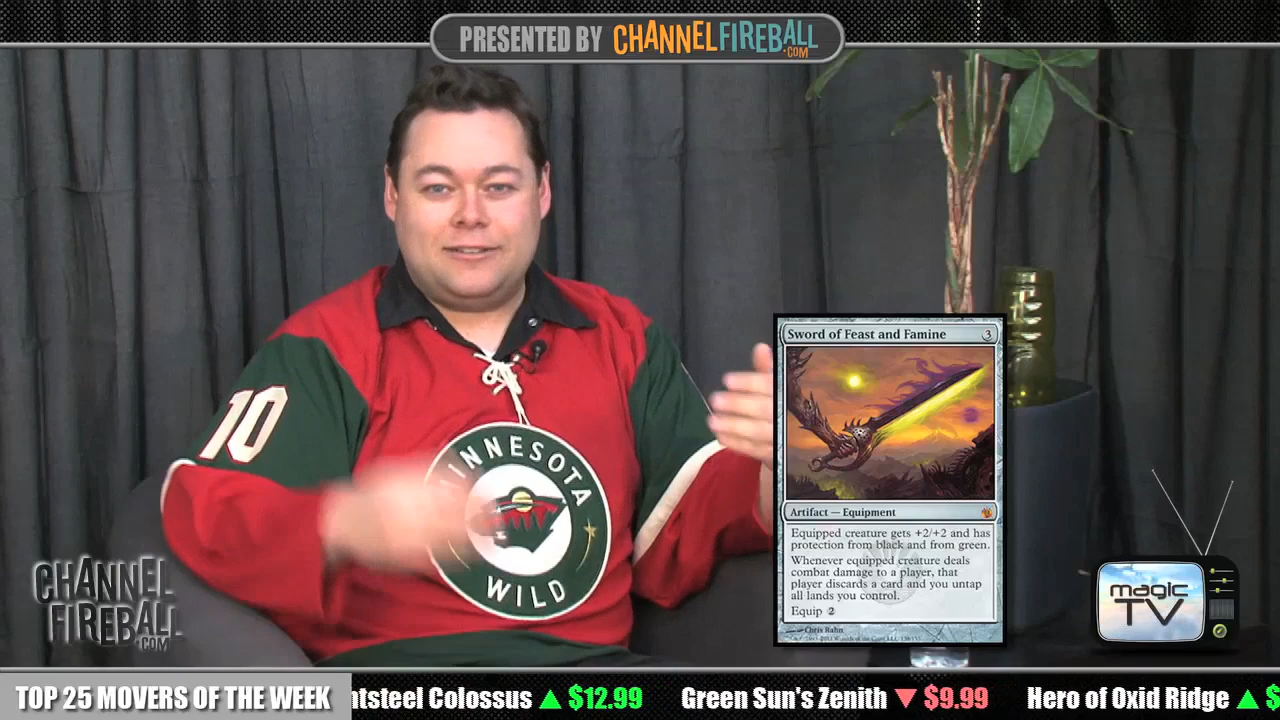 PRESENTED BY CHANNELFIREBALL.COM
10
MINNESOTA
WILD
Sword of Feast and Famine 3
Artifact — Equipment
Equipped creature gets +2/+2 and has
protection from black and from green.
Whenever equipped creature deals
combat damage to a player, that
player discards a card and you untap
all lands you control.
Equip 2
Chris Rahn
CHANNEL
FIREBALL
.COM
magic
TV
TOP 25 MOVERS OF THE WEEK
ntsteel Colossus ▲ $12.99 Green Sun's Zenith ▼ $9.99 Hero of Oxid Ridge ▲ $